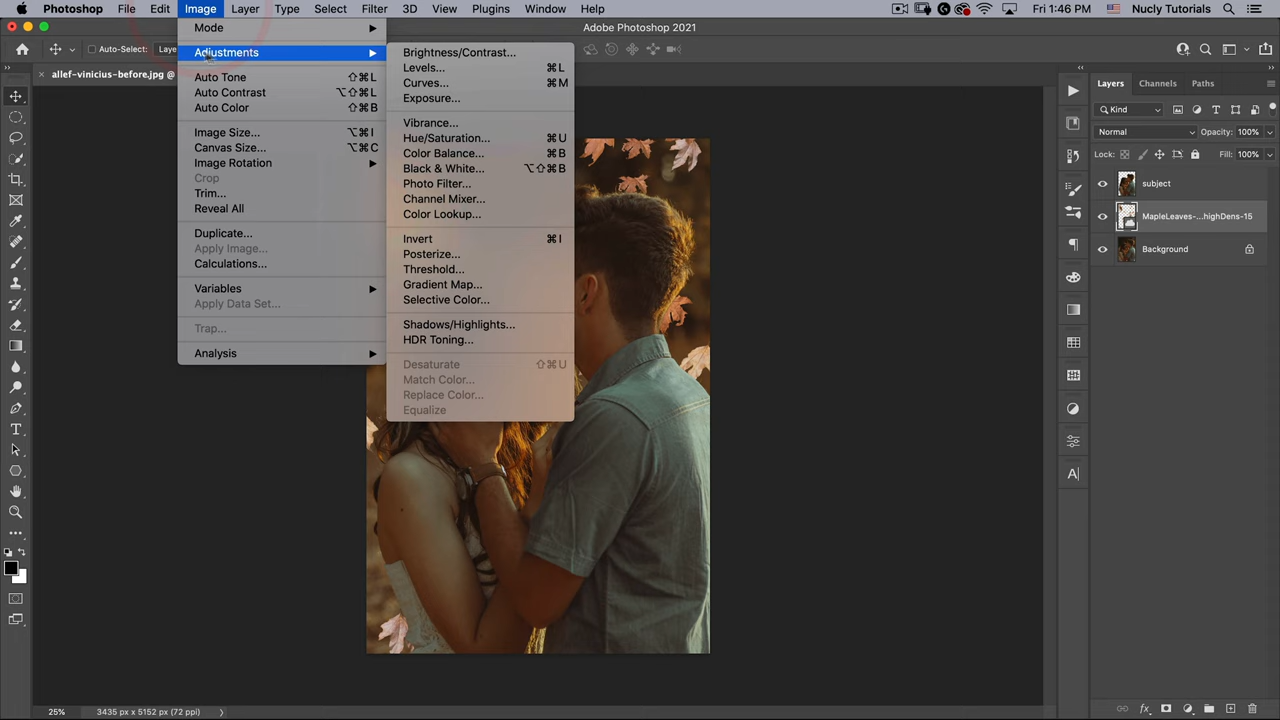 Photoshop File Edit Image Layer Type Select Filter 3D View Plugins Window Help Fri 1:46 PM Nucly Tutorials
Adobe Photoshop 2021
Auto-Select: Laye
allef-vinicius-before.jpg @
Mode
Adjustments
Auto Tone ⇧⌘L
Auto Contrast ⌥⇧⌘L
Auto Color ⇧⌘B
Image Size... ⌥⌘I
Canvas Size... ⌥⌘C
Image Rotation
Crop
Trim...
Reveal All
Duplicate...
Apply Image...
Calculations...
Variables
Apply Data Set...
Trap...
Analysis
Brightness/Contrast...
Levels... ⌘L
Curves... ⌘M
Exposure...
Vibrance...
Hue/Saturation... ⌘U
Color Balance... ⌘B
Black & White... ⌥⇧⌘B
Photo Filter...
Channel Mixer...
Color Lookup...
Invert ⌘I
Posterize...
Threshold...
Gradient Map...
Selective Color...
Shadows/Highlights...
HDR Toning...
Desaturate ⇧⌘U
Match Color...
Replace Color...
Equalize
Layers Channels Paths
Kind
Normal Opacity: 100%
Lock: Fill: 100%
subject
MapleLeaves-...highDens-15
Background
25% 3435 px x 5152 px (72 ppi)